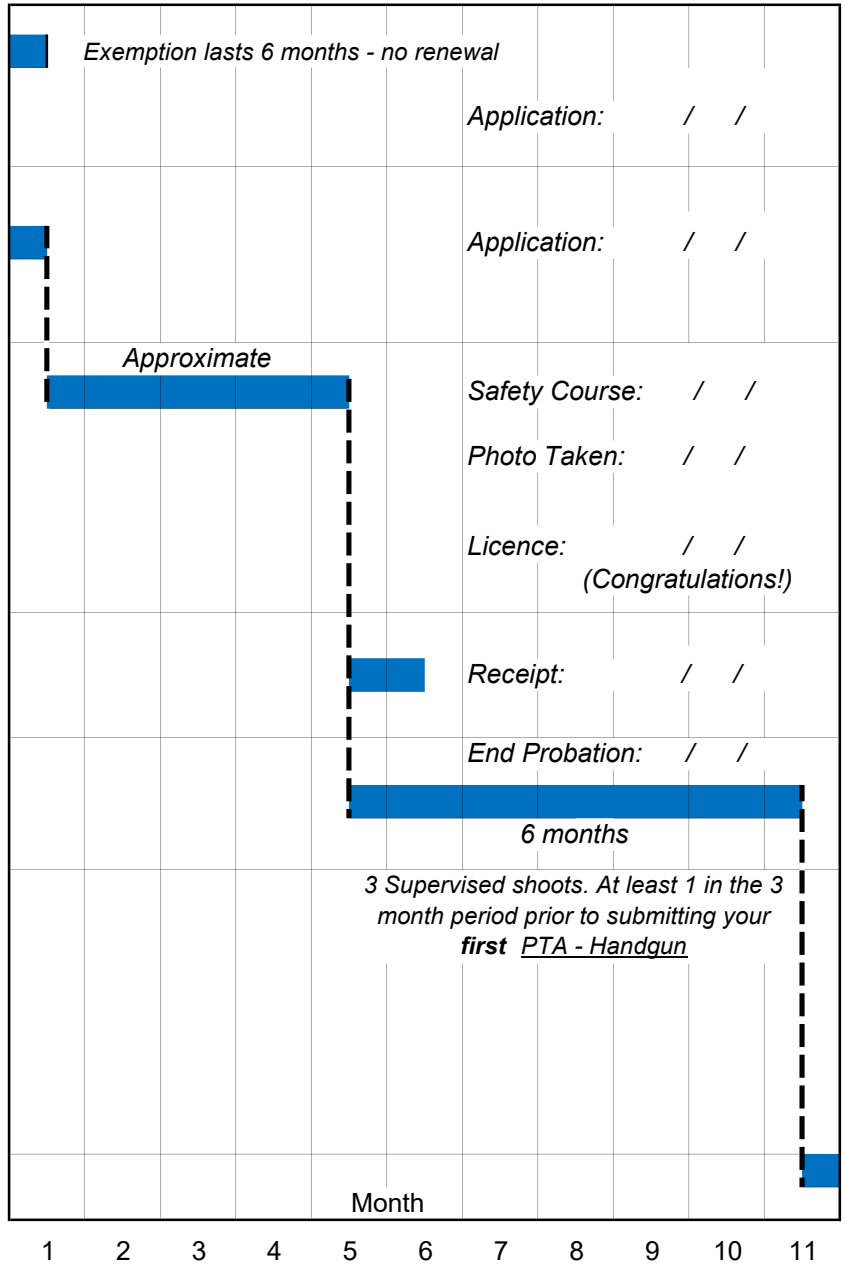 Exemption lasts 6 months - no renewal
Application: / /
Application: / /
Approximate
Safety Course: / /
Photo Taken: / /
Licence: / /
(Congratulations!)
Receipt: / /
End Probation: / /
6 months
3 Supervised shoots. At least 1 in the 3
month period prior to submitting your
first PTA - Handgun
Month
1 2 3 4 5 6 7 8 9 10 11